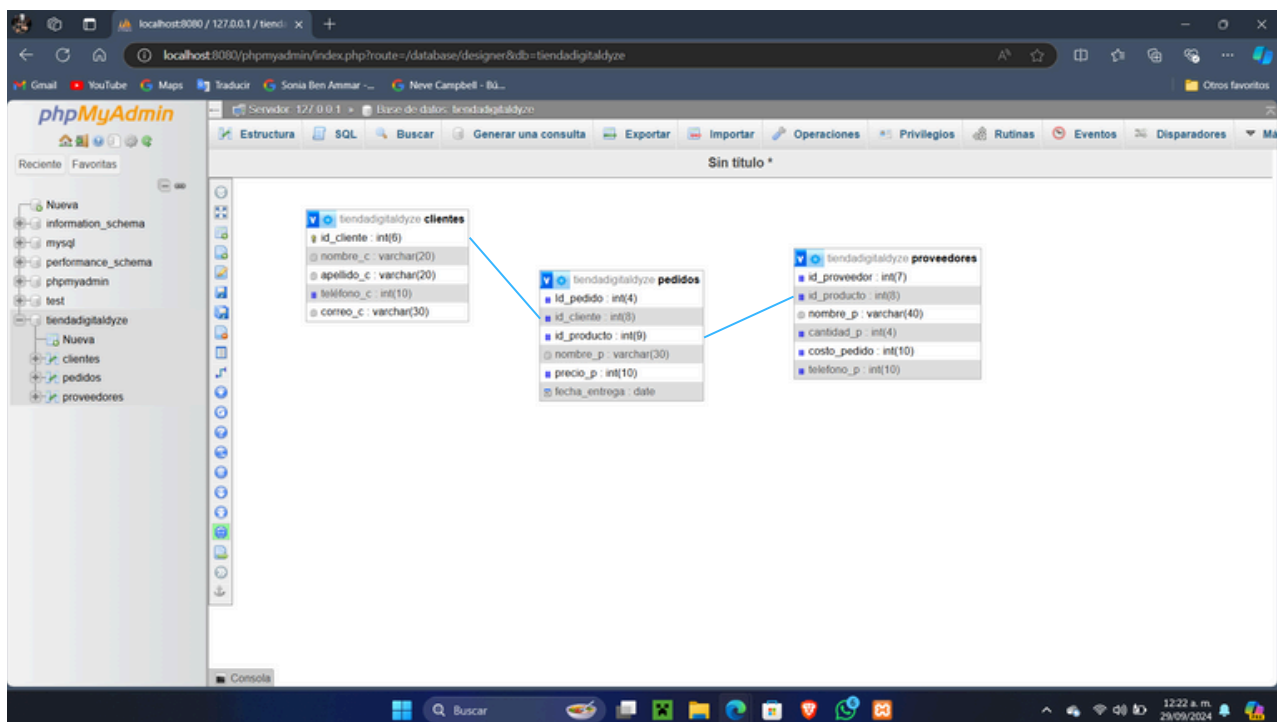 localhost:8080 / 127.0.0.1 / tiend
localhost:8080/phpmyadmin/index.php?route=/database/designer&db=tiendadigitaldyze
Gmail YouTube Maps Traducir Sonia Ben Ammar -... Neve Campbell - Bú... Otros favoritos
phpMyAdmin
Servidor: 127.0.0.1 » Base de datos: tiendadigitaldyze
Estructura SQL Buscar Generar una consulta Exportar Importar Operaciones Privilegios Rutinas Eventos Disparadores Má
Reciente Favoritas
Sin título *
Nueva
information_schema
mysql
performance_schema
phpmyadmin
test
tiendadigitaldyze
Nueva
clientes
pedidos
proveedores
tiendadigitaldyze clientes
id_cliente : int(6)
nombre_c : varchar(20)
apellido_c : varchar(20)
teléfono_c : int(10)
correo_c : varchar(30)
tiendadigitaldyze pedidos
Id_pedido : int(4)
id_cliente : int(8)
id_producto : int(9)
nombre_p : varchar(30)
precio_p : int(10)
fecha_entrega : date
tiendadigitaldyze proveedores
id_proveedor : int(7)
id_producto : int(8)
nombre_p : varchar(40)
cantidad_p : int(4)
costo_pedido : int(10)
telefono_p : int(10)
Consola
Buscar
12:22 a. m.
29/09/2024